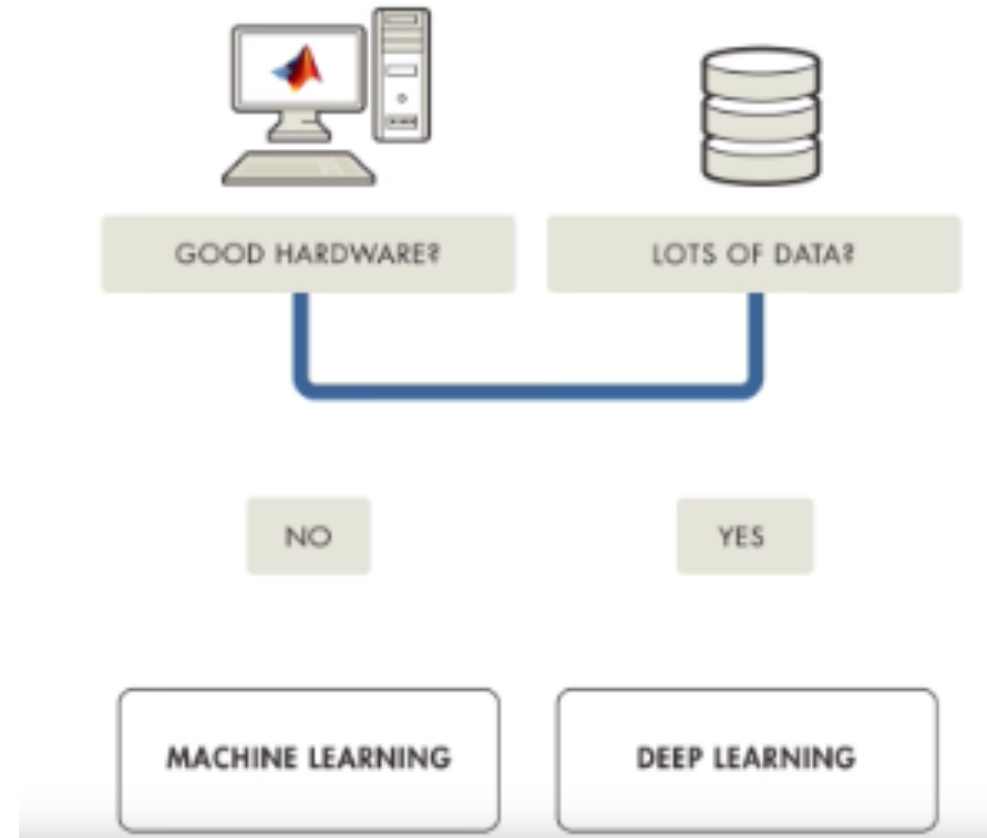 GOOD HARDWARE?
LOTS OF DATA?
NO
YES
MACHINE LEARNING
DEEP LEARNING